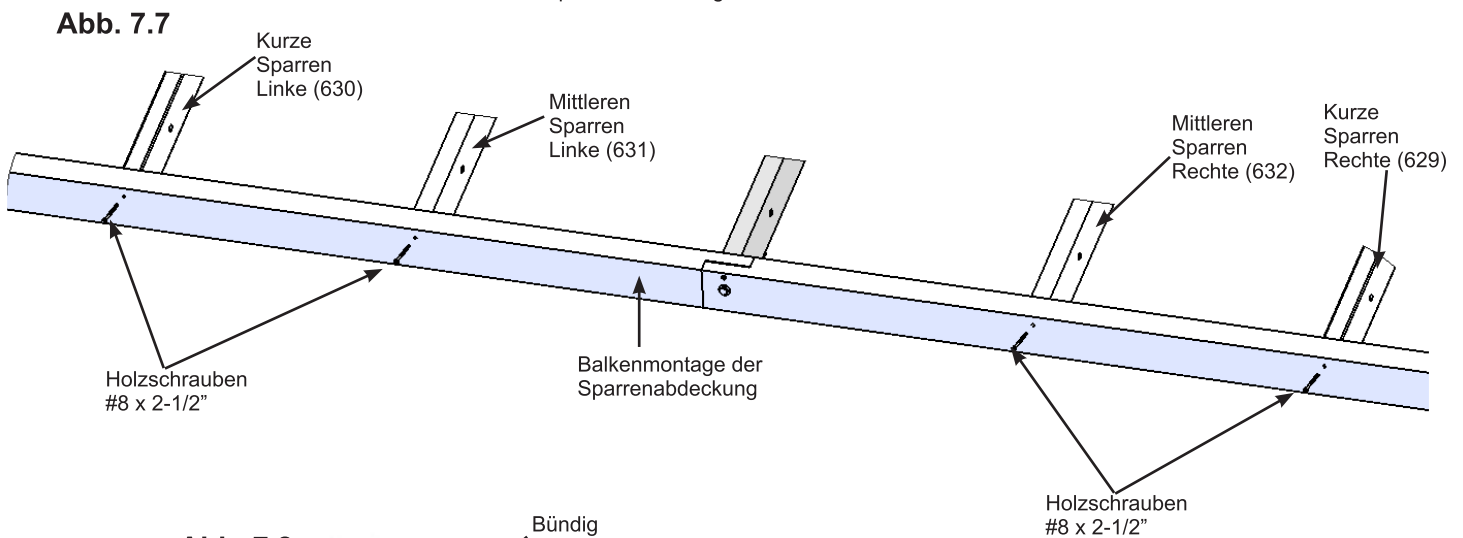 Abb. 7.7
Kurze
Sparren
Linke (630)
Mittleren
Sparren
Linke (631)
Mittleren
Sparren
Rechte (632)
Kurze
Sparren
Rechte (629)
Holzschrauben
#8 x 2-1/2”
Balkenmontage der
Sparrenabdeckung
Holzschrauben
#8 x 2-1/2”
Bündig